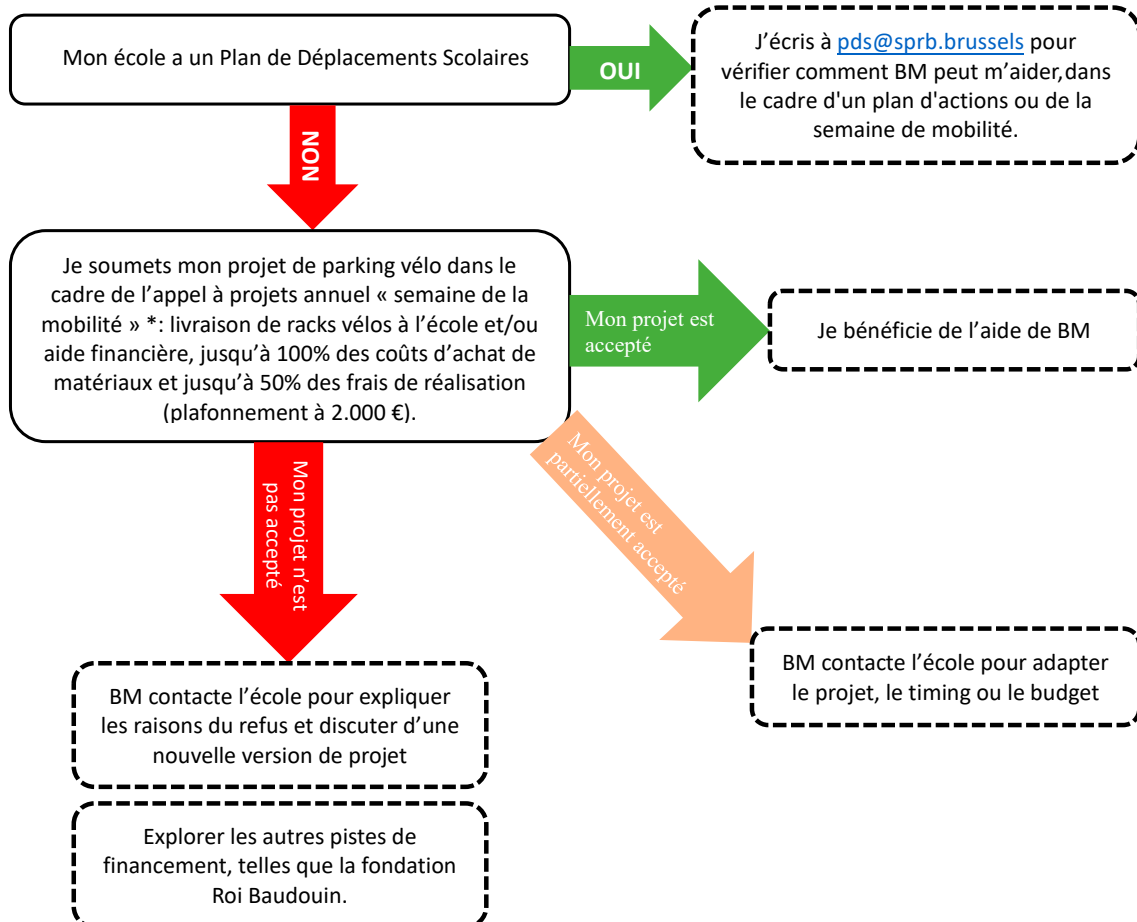 Mon école a un Plan de Déplacements Scolaires
OUI
J'écris à pds@sprb.brussels pour
vérifier comment BM peut m'aider, dans
le cadre d'un plan d'actions ou de la
semaine de mobilité.
NON
Je soumets mon projet de parking vélo dans le
cadre de l'appel à projets annuel « semaine de la
mobilité » *: livraison de racks vélos à l'école et/ou
aide financière, jusqu'à 100% des coûts d'achat de
matériaux et jusqu'à 50% des frais de réalisation
(plafonnement à 2.000 €).
Mon projet est
accepté
Je bénéficie de l'aide de BM
Mon projet est
partiellement accepté
BM contacte l'école pour adapter
le projet, le timing ou le budget
Mon projet n'est
pas accepté
BM contacte l'école pour expliquer
les raisons du refus et discuter d'une
nouvelle version de projet
Explorer les autres pistes de
financement, telles que la fondation
Roi Baudouin.